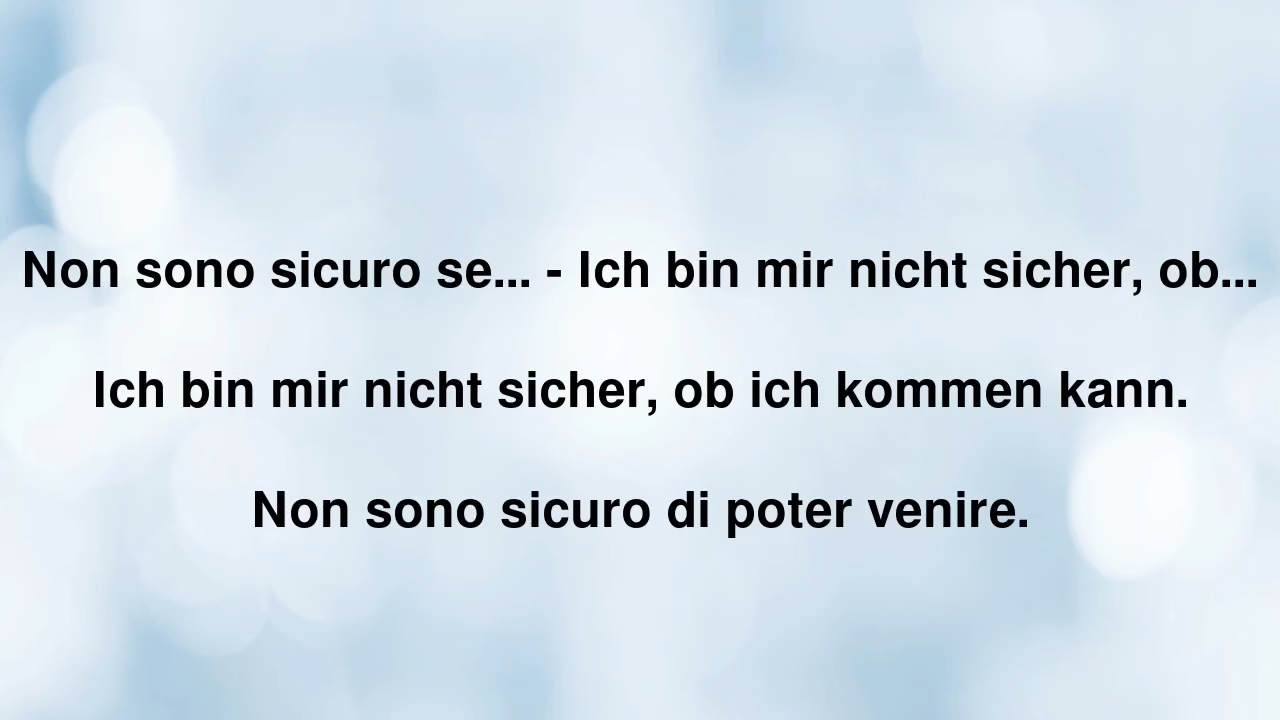 Non sono sicuro se... - Ich bin mir nicht sicher, ob...
Ich bin mir nicht sicher, ob ich kommen kann.
Non sono sicuro di poter venire.